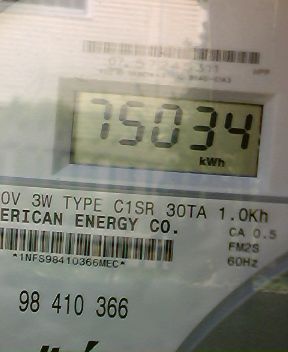 75034
kWh
0V 3W TYPE C1SR 30TA 1.0Kh
ERICAN ENERGY CO.
CA 0.5
FM2S
60Hz
*1NFS98410366MEC*
98 410 366